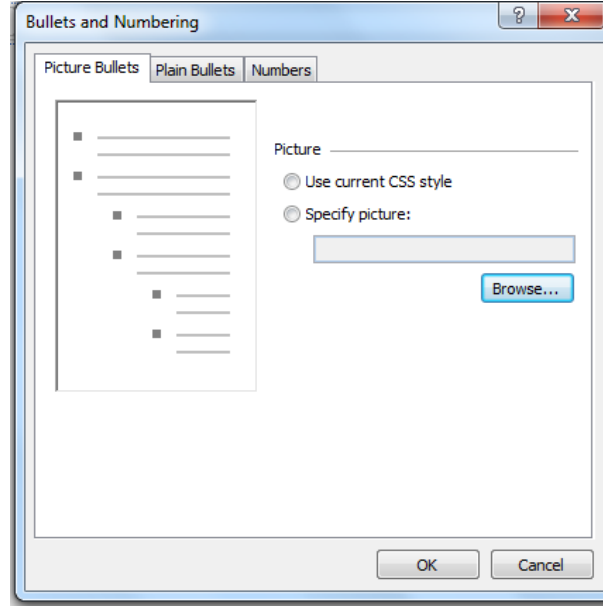 Bullets and Numbering
Picture Bullets Plain Bullets Numbers
Picture
Use current CSS style
Specify picture:
Browse...
OK Cancel